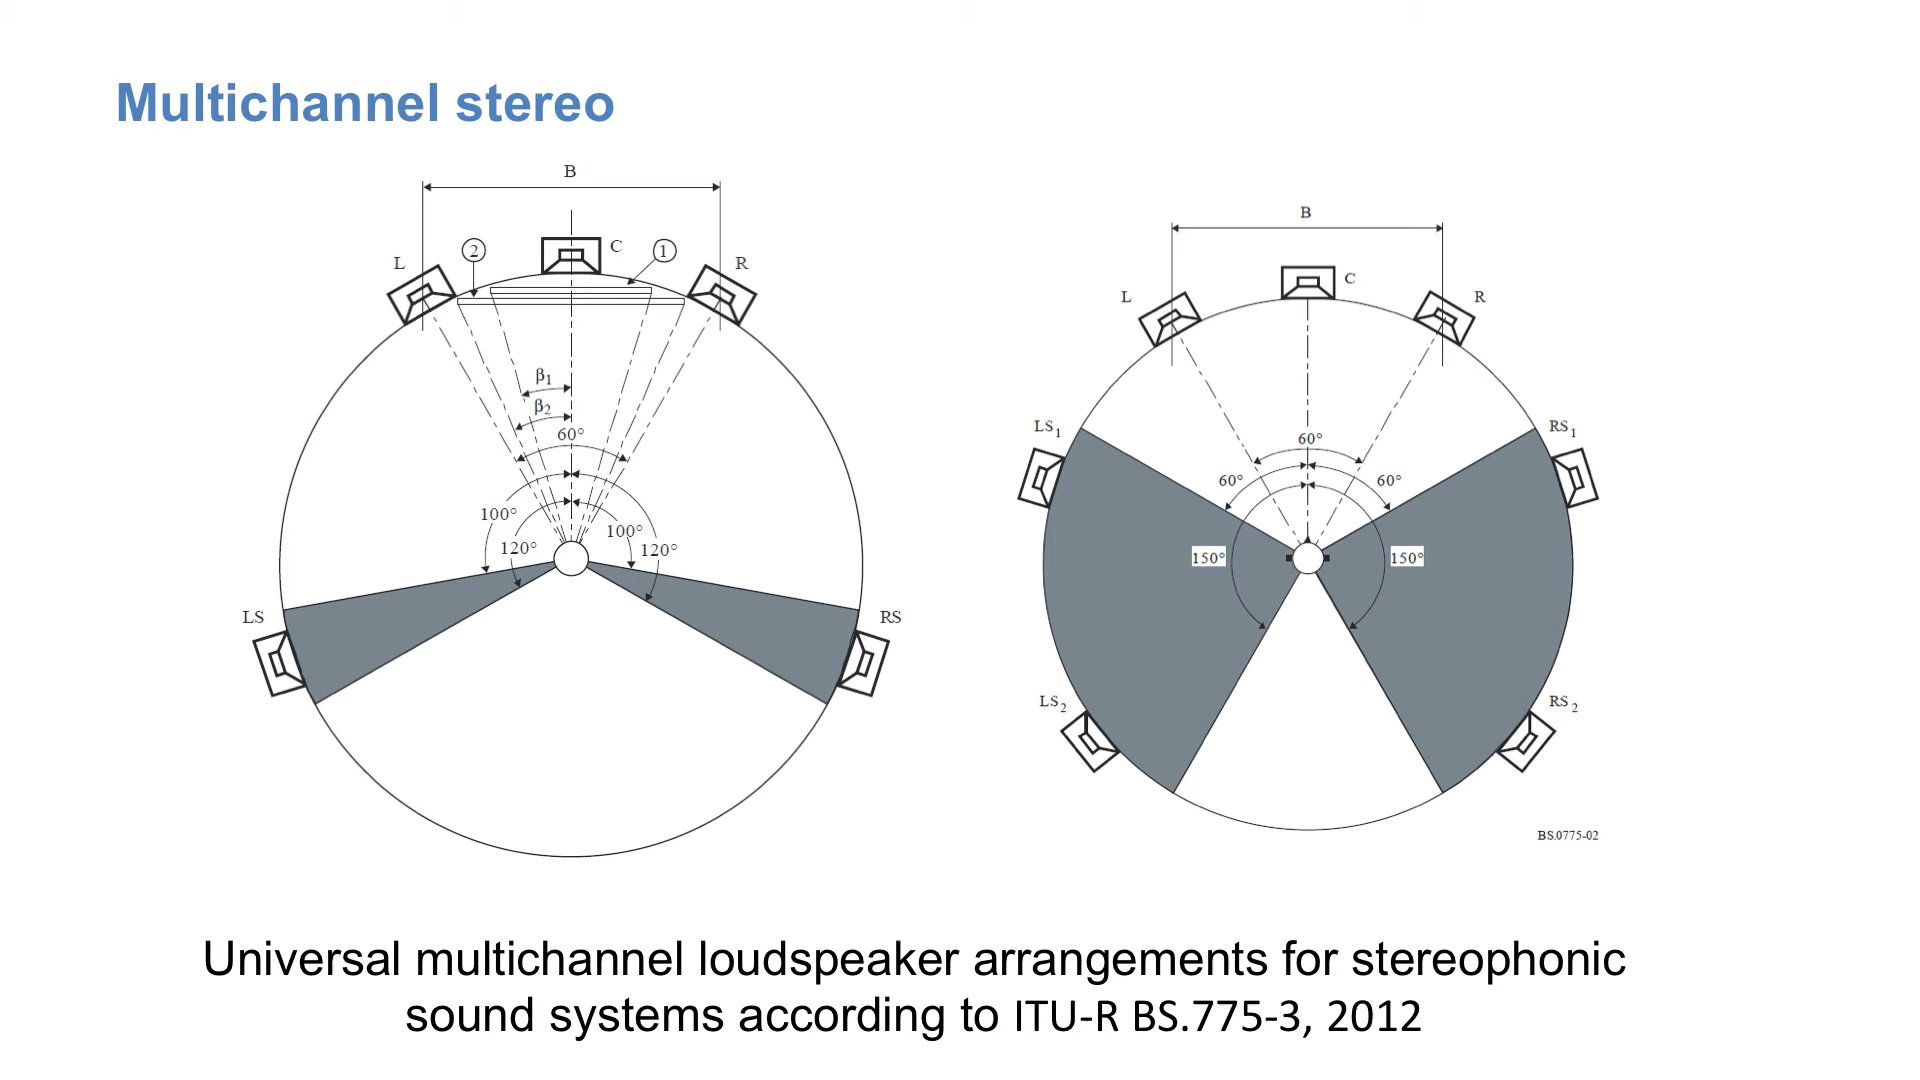 Multichannel stereo
B
2
C
1
L
R
β1
β2
60°
100°
100°
120°
120°
LS
RS
B
C
L
R
LS1
RS1
60°
60°
60°
150°
150°
LS2
RS2
BS.0775-02
Universal multichannel loudspeaker arrangements for stereophonic
sound systems according to ITU-R BS.775-3, 2012